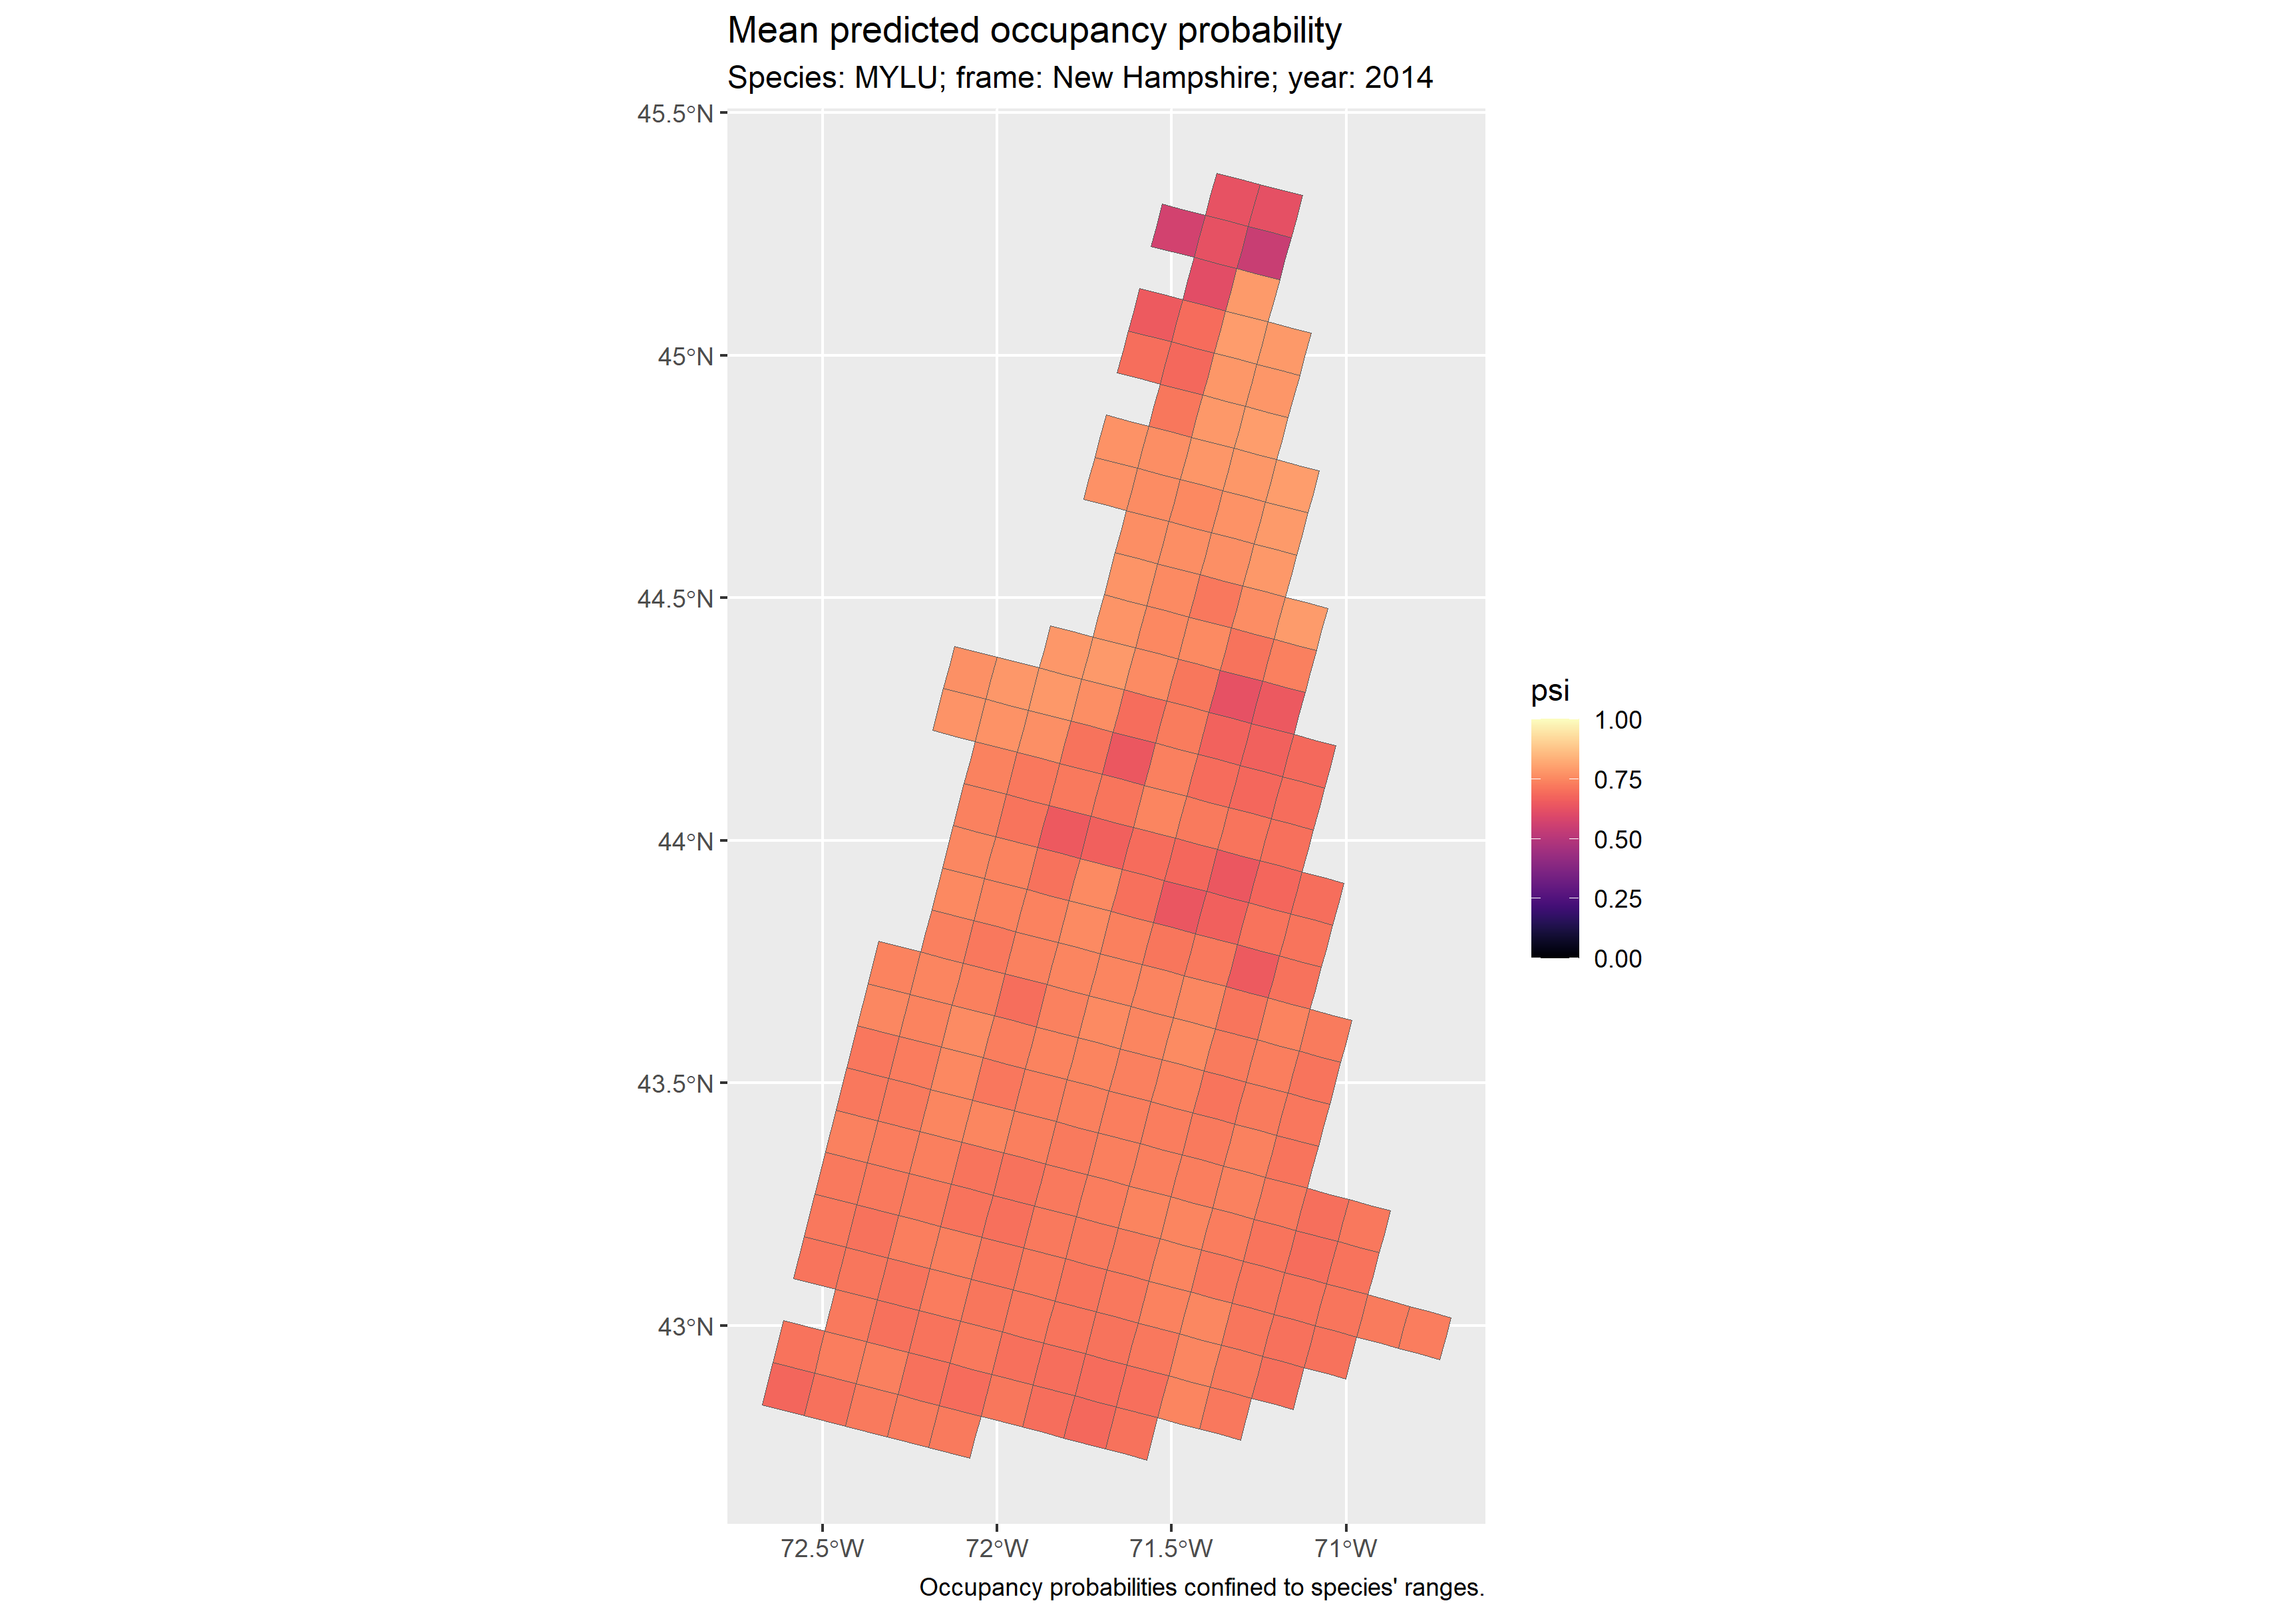 Mean predicted occupancy probability
Species: MYLU; frame: New Hampshire; year: 2014
45.5°N
45°N
44.5°N
44°N
43.5°N
43°N
72.5°W
72°W
71.5°W
71°W
psi
1.00
0.75
0.50
0.25
0.00
Occupancy probabilities confined to species' ranges.